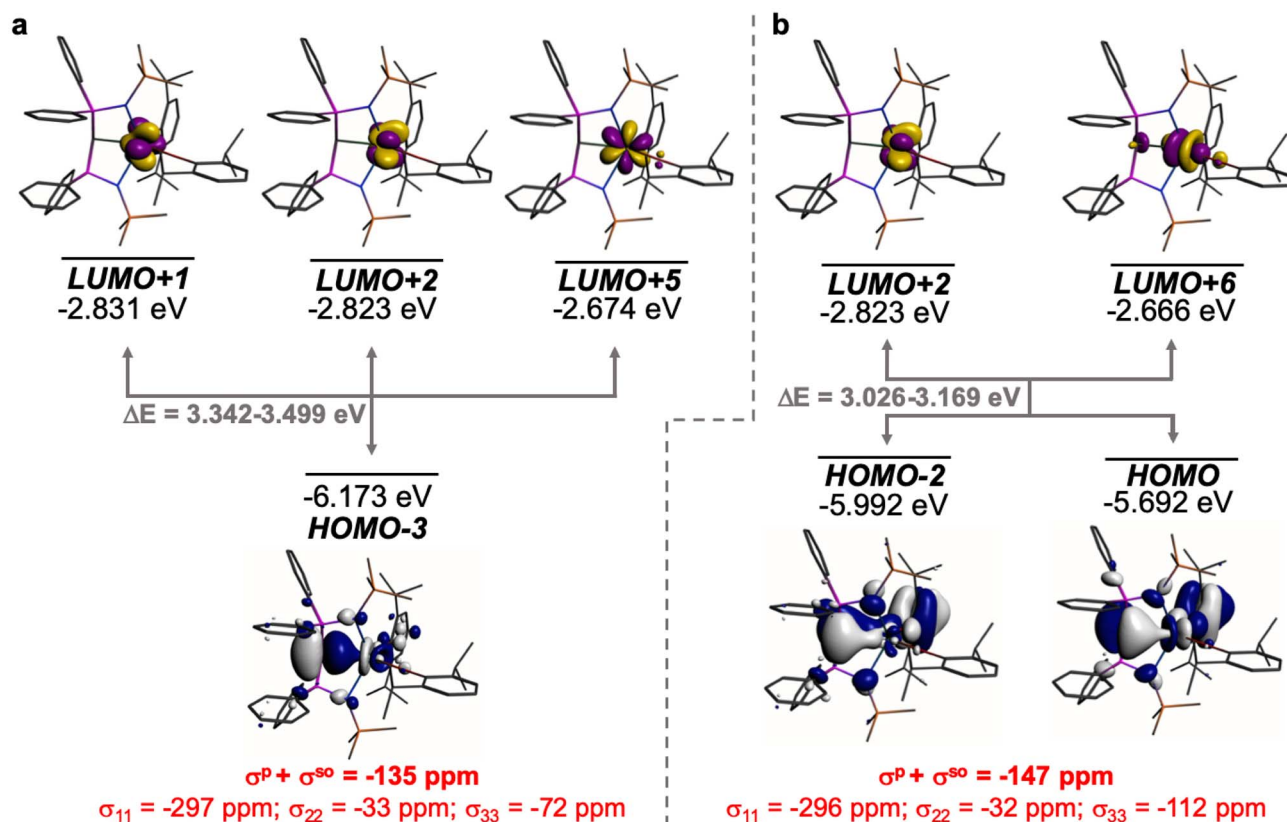 a
LUMO+1
-2.831 eV
LUMO+2
-2.823 eV
LUMO+5
-2.674 eV
ΔE = 3.342-3.499 eV
-6.173 eV
HOMO-3
σᵖ + σˢᵒ = -135 ppm
σ₁₁ = -297 ppm; σ₂₂ = -33 ppm; σ₃₃ = -72 ppm
b
LUMO+2
-2.823 eV
LUMO+6
-2.666 eV
ΔE = 3.026-3.169 eV
HOMO-2
-5.992 eV
HOMO
-5.692 eV
σᵖ + σˢᵒ = -147 ppm
σ₁₁ = -296 ppm; σ₂₂ = -32 ppm; σ₃₃ = -112 ppm